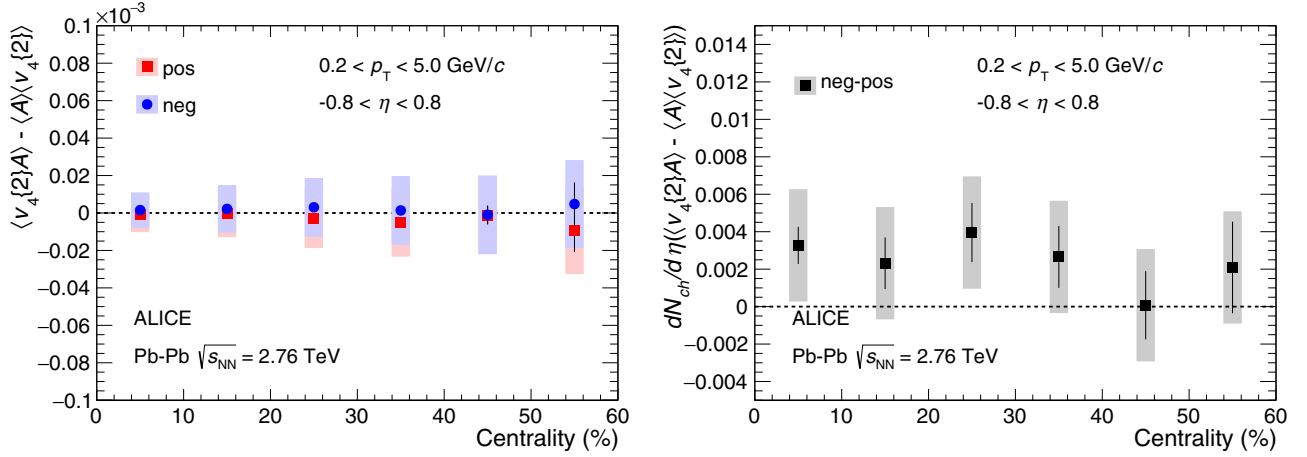 ×10⁻³
0.1
0.08
0.06
0.04
0.02
0
−0.02
−0.04
−0.06
−0.08
−0.1
⟨v₄{2}A⟩ - ⟨A⟩⟨v₄{2}⟩
pos
neg
0.2 < p_T < 5.0 GeV/c
-0.8 < η < 0.8
ALICE
Pb-Pb √s_NN = 2.76 TeV
0 10 20 30 40 50 60
Centrality (%)
0.014
0.012
0.01
0.008
0.006
0.004
0.002
0
−0.002
−0.004
dN_ch/dη(⟨v₄{2}A⟩ - ⟨A⟩⟨v₄{2}⟩)
neg-pos
0.2 < p_T < 5.0 GeV/c
-0.8 < η < 0.8
ALICE
Pb-Pb √s_NN = 2.76 TeV
0 10 20 30 40 50 60
Centrality (%)